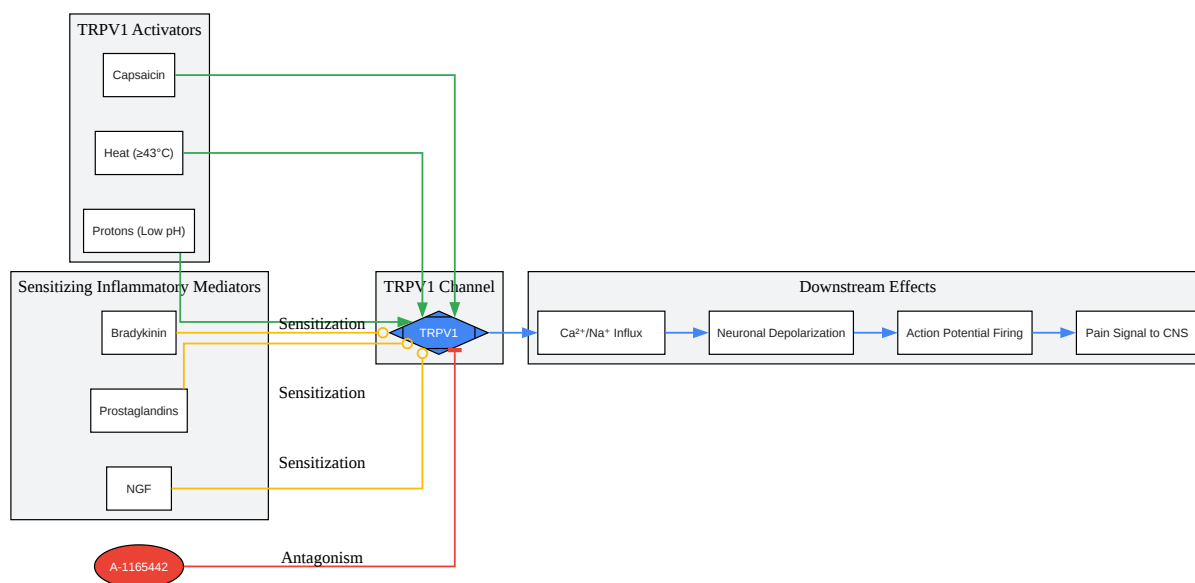 TRPV1 Activators
Capsaicin
Heat (≥43°C)
Protons (Low pH)
Sensitizing Inflammatory Mediators
Bradykinin
Prostaglandins
NGF
A-1165442
Sensitization
Sensitization
Sensitization
Antagonism
TRPV1 Channel
TRPV1
Downstream Effects
Ca²⁺/Na⁺ Influx
Neuronal Depolarization
Action Potential Firing
Pain Signal to CNS